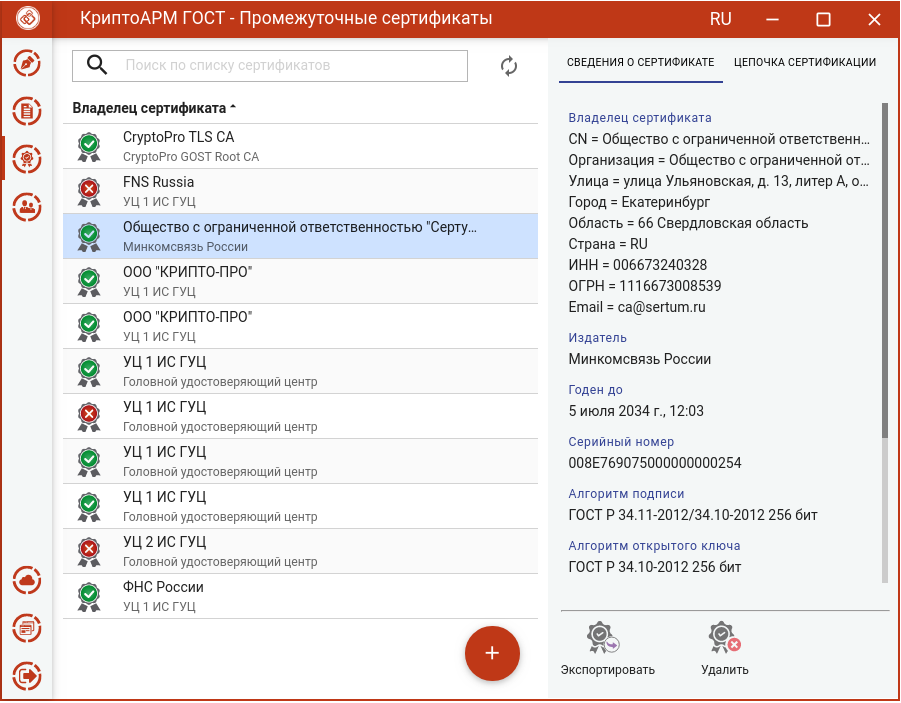 КриптоАРМ ГОСТ - Промежуточные сертификаты
RU
Поиск по списку сертификатов
Владелец сертификата
CryptoPro TLS CA
CryptoPro GOST Root CA
FNS Russia
УЦ 1 ИС ГУЦ
Общество с ограниченной ответственностью "Серту...
Минкомсвязь России
ООО "КРИПТО-ПРО"
УЦ 1 ИС ГУЦ
ООО "КРИПТО-ПРО"
УЦ 1 ИС ГУЦ
УЦ 1 ИС ГУЦ
Головной удостоверяющий центр
УЦ 1 ИС ГУЦ
Головной удостоверяющий центр
УЦ 1 ИС ГУЦ
Головной удостоверяющий центр
УЦ 1 ИС ГУЦ
Головной удостоверяющий центр
УЦ 2 ИС ГУЦ
Головной удостоверяющий центр
ФНС России
УЦ 1 ИС ГУЦ
СВЕДЕНИЯ О СЕРТИФИКАТЕ
ЦЕПОЧКА СЕРТИФИКАЦИИ
Владелец сертификата
CN = Общество с ограниченной ответственн...
Организация = Общество с ограниченной от...
Улица = улица Ульяновская, д. 13, литер А, о...
Город = Екатеринбург
Область = 66 Свердловская область
Страна = RU
ИНН = 006673240328
ОГРН = 1116673008539
Email = ca@sertum.ru
Издатель
Минкомсвязь России
Годен до
5 июля 2034 г., 12:03
Серийный номер
008E769075000000000254
Алгоритм подписи
ГОСТ Р 34.11-2012/34.10-2012 256 бит
Алгоритм открытого ключа
ГОСТ Р 34.10-2012 256 бит
Экспортировать
Удалить